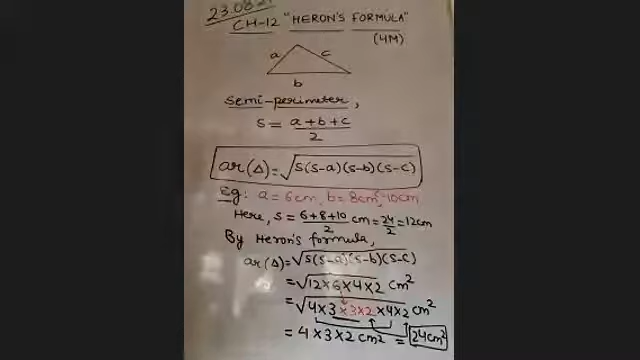 23.08.2
CH-12 "HERON'S FORMULA"
(4M)
a c
b
Semi-perimeter,
S = a+b+c / 2
ar(Δ) = √S(S-a)(S-b)(S-c)
Eg: a = 6cm, b = 8cm, 10cm
Here, S = 6+8+10 / 2 cm = 24/2 = 12cm
By Heron's formula,
ar(Δ) = √S(S-a)(S-b)(S-c)
= √12×6×4×2 cm²
= √4×3×3×2×4×2 cm²
= 4×3×2 cm² = 24cm²